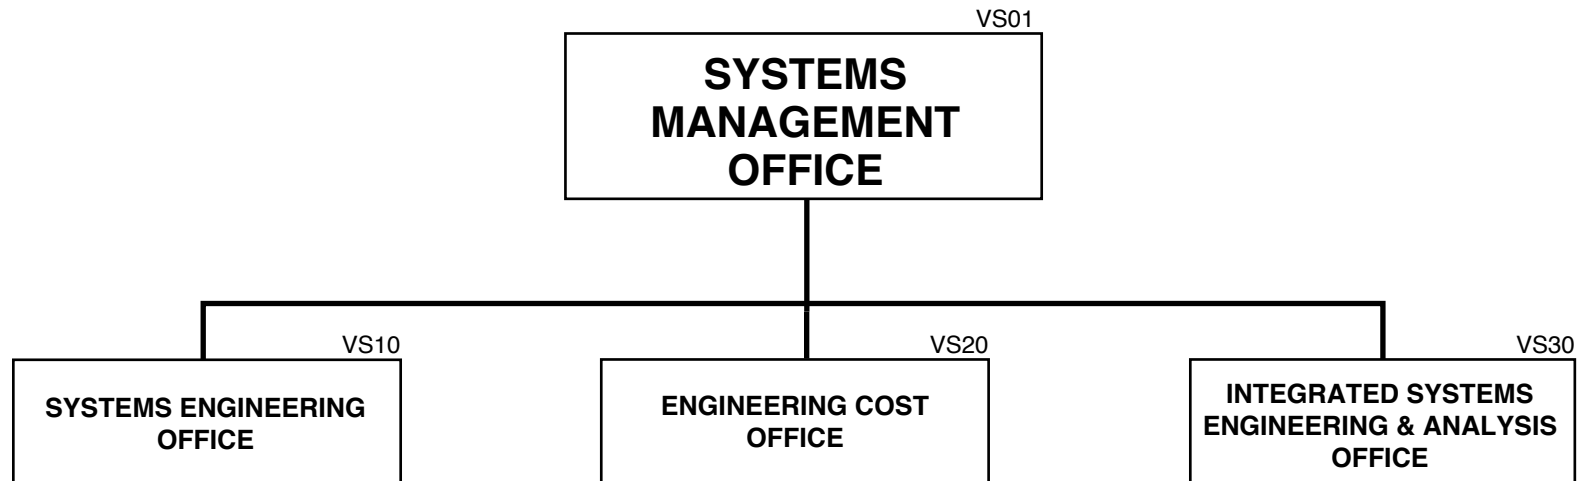 VS01
SYSTEMS
MANAGEMENT
OFFICE
VS10
SYSTEMS ENGINEERING
OFFICE
VS20
ENGINEERING COST
OFFICE
VS30
INTEGRATED SYSTEMS
ENGINEERING & ANALYSIS
OFFICE